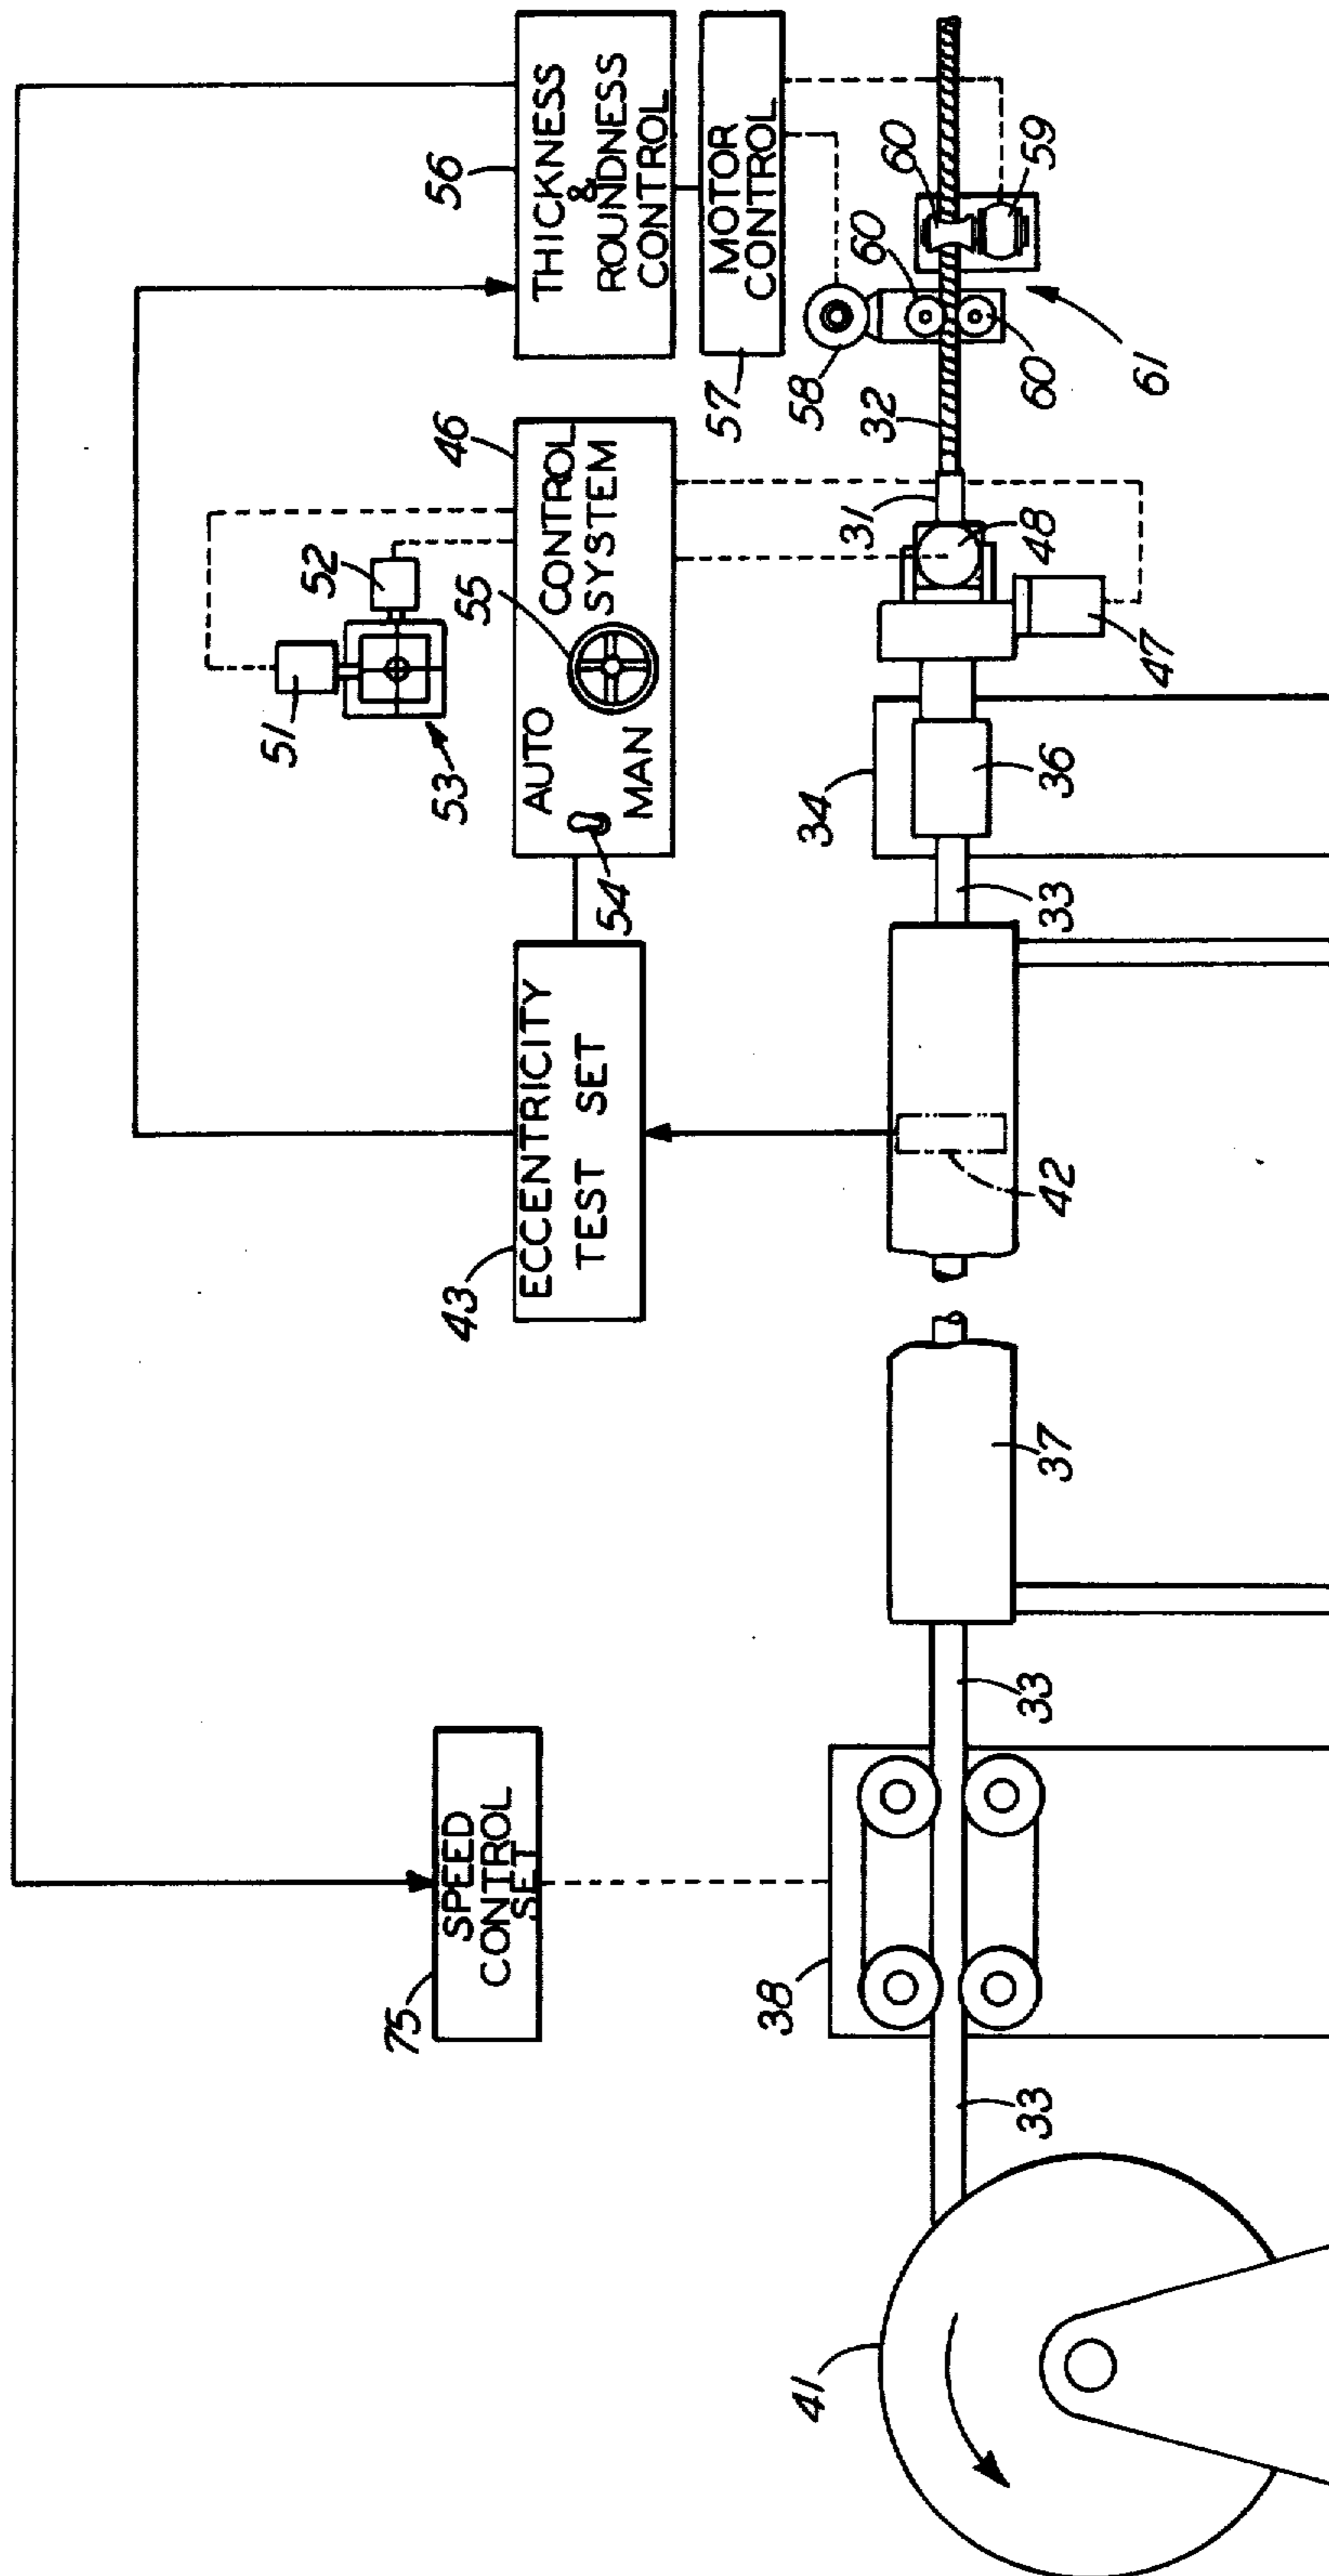 THICKNESS
&
ROUNDNESS
CONTROL
56
MOTOR
CONTROL
57
58
59
60
60
60
61
32
31
CONTROL
SYSTEM
46
AUTO
MAN
55
54
51
52
53
48
47
34
36
33
ECCENTRICITY
TEST SET
43
42
37
33
SPEED
CONTROL
SET
75
38
33
41